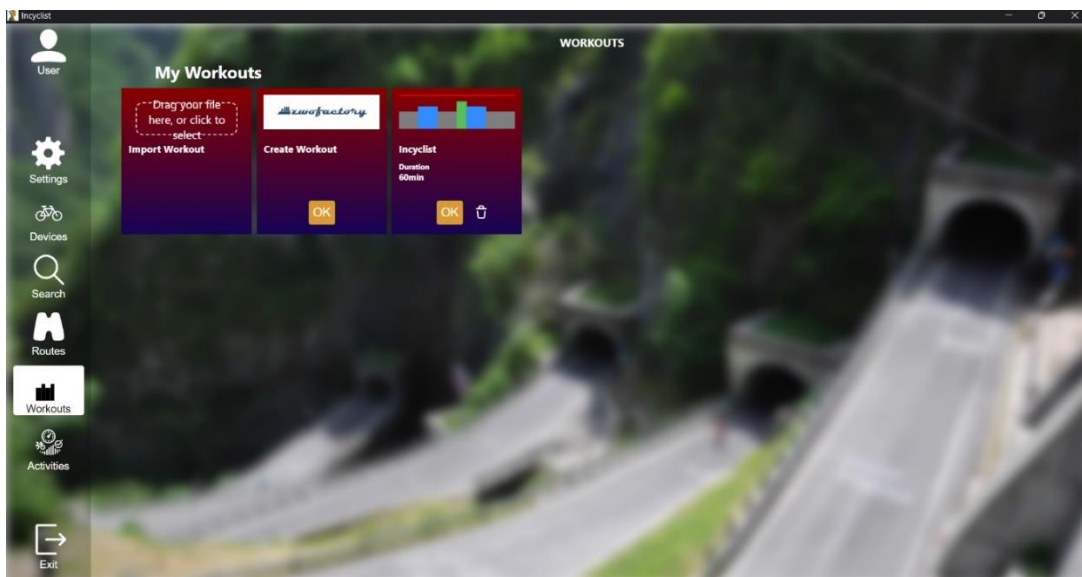 Incyclist
WORKOUTS
User
My Workouts
Drag your file
here, or click to
select
Import Workout
zwofactory
Create Workout
OK
Incyclist
Duration
60min
OK
Settings
Devices
Search
Routes
Workouts
Activities
Exit